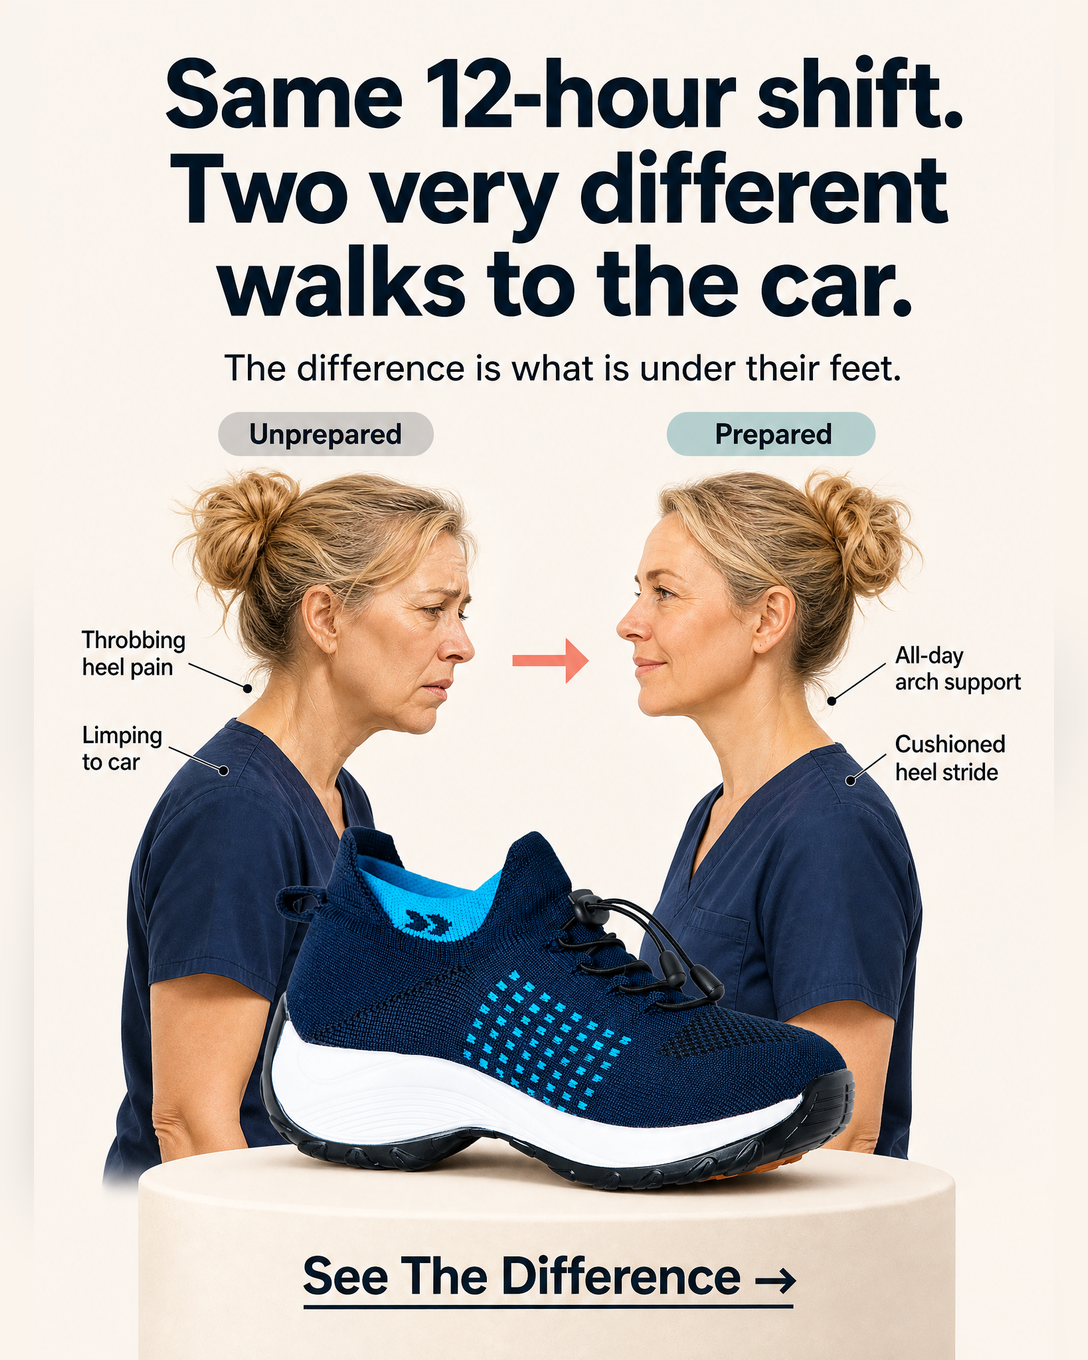 Same 12-hour shift.
Two very different
walks to the car.
The difference is what is under their feet.
Unprepared
Prepared
Throbbing
heel pain
Limping
to car
All-day
arch support
Cushioned
heel stride
See The Difference →